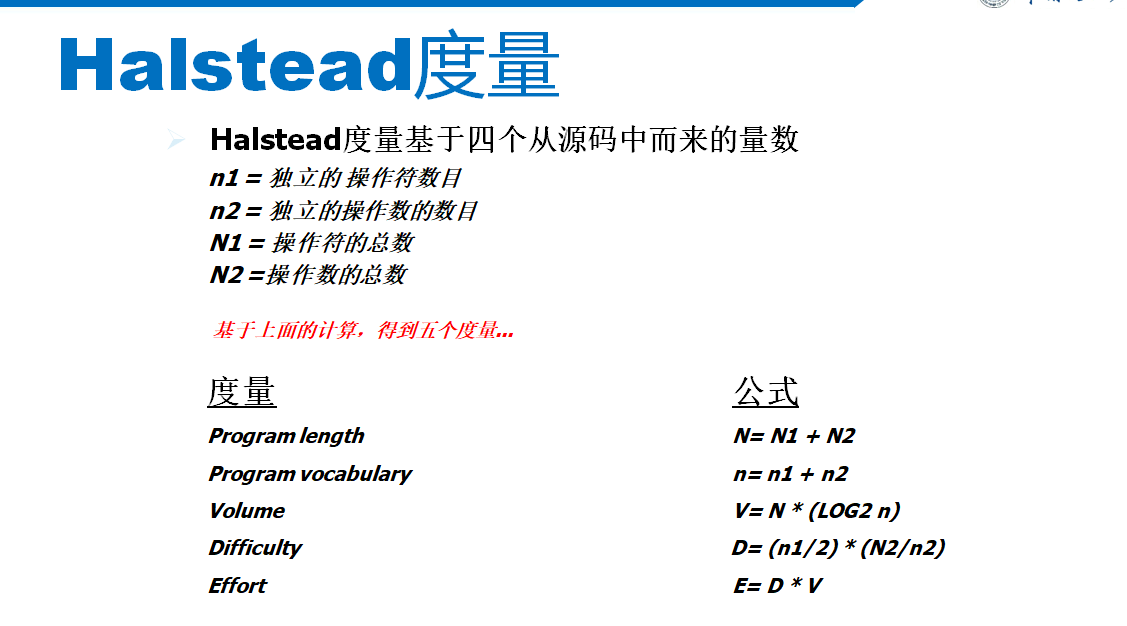 Halstead度量
Halstead度量基于四个从源码中而来的量数
n1 = 独立的 操作符数目
n2 = 独立的操作数的数目
N1 = 操作符的总数
N2 =操作数的总数
基于上面的计算，得到五个度量...
度量 公式
Program length N= N1 + N2
Program vocabulary n= n1 + n2
Volume V= N * (LOG2 n)
Difficulty D= (n1/2) * (N2/n2)
Effort E= D * V